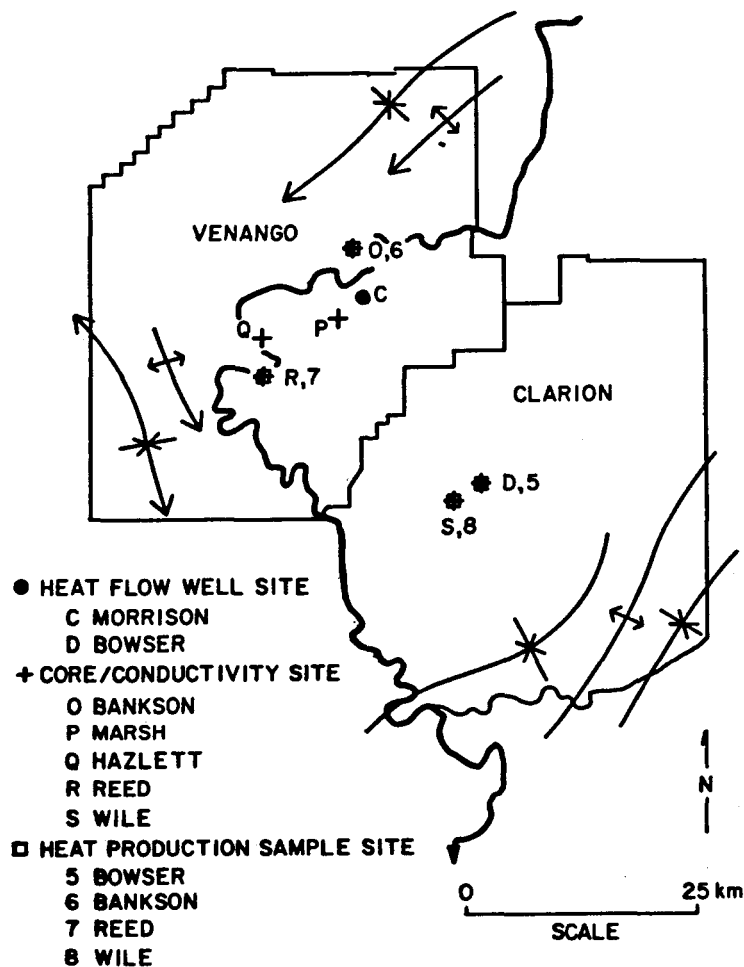 VENANGO
O,6
C
P
Q
R,7
CLARION
D,5
S,8
HEAT FLOW WELL SITE
C MORRISON
D BOWSER
CORE/CONDUCTIVITY SITE
O BANKSON
P MARSH
Q HAZLETT
R REED
S WILE
HEAT PRODUCTION SAMPLE SITE
5 BOWSER
6 BANKSON
7 REED
8 WILE
N
0 25 km
SCALE